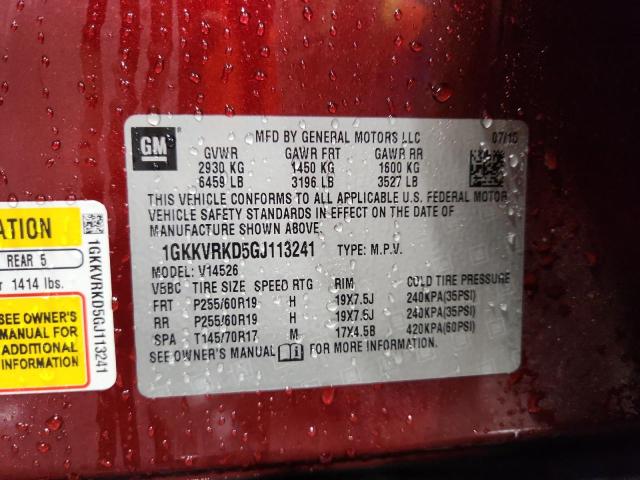 GM
MFD BY GENERAL MOTORS LLC 07/15
GVWR GAWR FRT GAWR RR
2930 KG 1450 KG 1600 KG
6459 LB 3196 LB 3527 LB
THIS VEHICLE CONFORMS TO ALL APPLICABLE U.S. FEDERAL MOTOR
VEHICLE SAFETY STANDARDS IN EFFECT ON THE DATE OF
MANUFACTURE SHOWN ABOVE.
1GKKVRKD5GJ113241 TYPE: M.P.V.
MODEL: V14526
VBBC TIRE SIZE SPEED RTG RIM COLD TIRE PRESSURE
FRT P255/60R19 H 19X7.5J 240KPA(35PSI)
RR P255/60R19 H 19X7.5J 240KPA(35PSI)
SPA T145/70R17 M 17X4.5B 420KPA(60PSI)
SEE OWNER'S MANUAL FOR MORE INFORMATION.
ATION
REAR 5
1414 lbs.
SEE OWNER'S
MANUAL FOR
ADDITIONAL
INFORMATION
1GKKVRKD5GJ113241